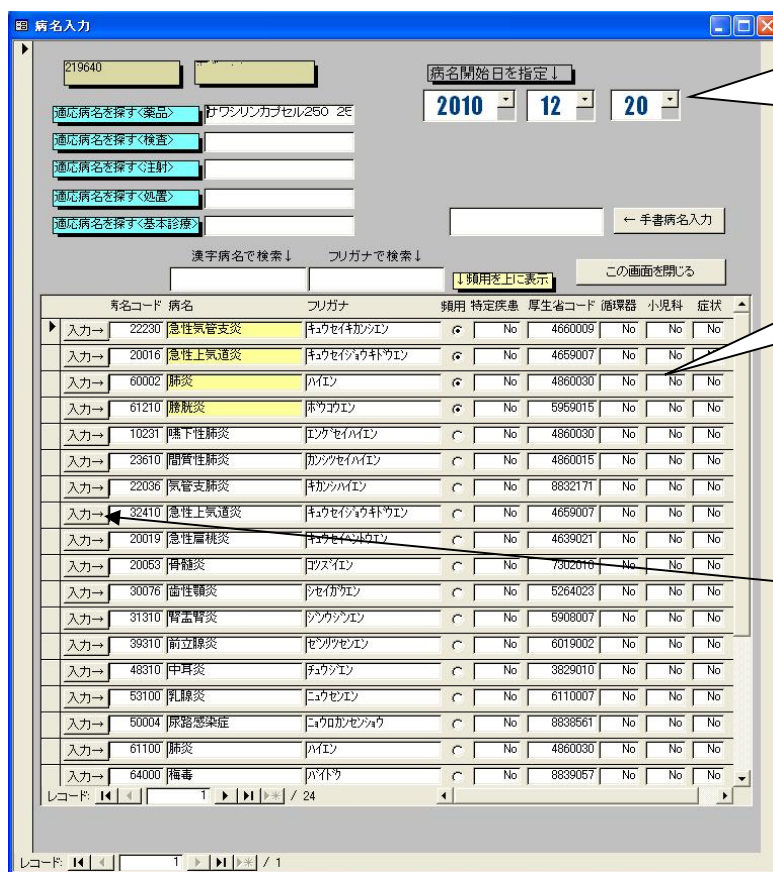 病名入力
219640
病名開始日を指定↓
2010 12 20
適応病名を探す<薬品> サワシリンカプセル250 25
適応病名を探す<検査>
適応病名を探す<注射>
適応病名を探す<処置>
適応病名を探す<基本診療>
←手書病名入力
漢字病名で検索↓ フリガナで検索↓
↓頻用を上に表示 この画面を閉じる
病名コード 病名 フリガナ 頻用 特定疾患 厚生省コード 循環器 小児科 症状
入力→ 22230 急性気管支炎 キュウセイキカンシエン No 4660009 No No No
入力→ 20016 急性上気道炎 キュウセイジョウキドウエン No 4659007 No No No
入力→ 60002 肺炎 ハイエン No 4860030 No No No
入力→ 61210 膀胱炎 ボウコウエン No 5959015 No No No
入力→ 10231 嚥下性肺炎 エンゲセイハイエン No 4860030 No No No
入力→ 23610 間質性肺炎 カンシツセイハイエン No 4860015 No No No
入力→ 22036 気管支肺炎 キカンシハイエン No 8832171 No No No
入力→ 32410 急性上気道炎 キュウセイジョウキドウエン No 4659007 No No No
入力→ 20019 急性扁桃炎 キュウセイヘントウエン No 4639021 No No No
入力→ 20053 骨髄炎 コツズイエン No 7302010 No No No
入力→ 30076 歯性顎炎 シセイガクエン No 5264023 No No No
入力→ 31310 腎盂腎炎 ジンウジンエン No 5908007 No No No
入力→ 39310 前立腺炎 ゼンリツセンエン No 6019002 No No No
入力→ 48310 中耳炎 チュウジエン No 3829010 No No No
入力→ 53100 乳腺炎 ニュウセンエン No 6110007 No No No
入力→ 50004 尿路感染症 ニョウロカンセンショウ No 8838561 No No No
入力→ 61100 肺炎 ハイエン No 4860030 No No No
入力→ 64000 梅毒 バイドク No 8839057 No No No
レコード: 1 / 24
レコード: 1 / 1